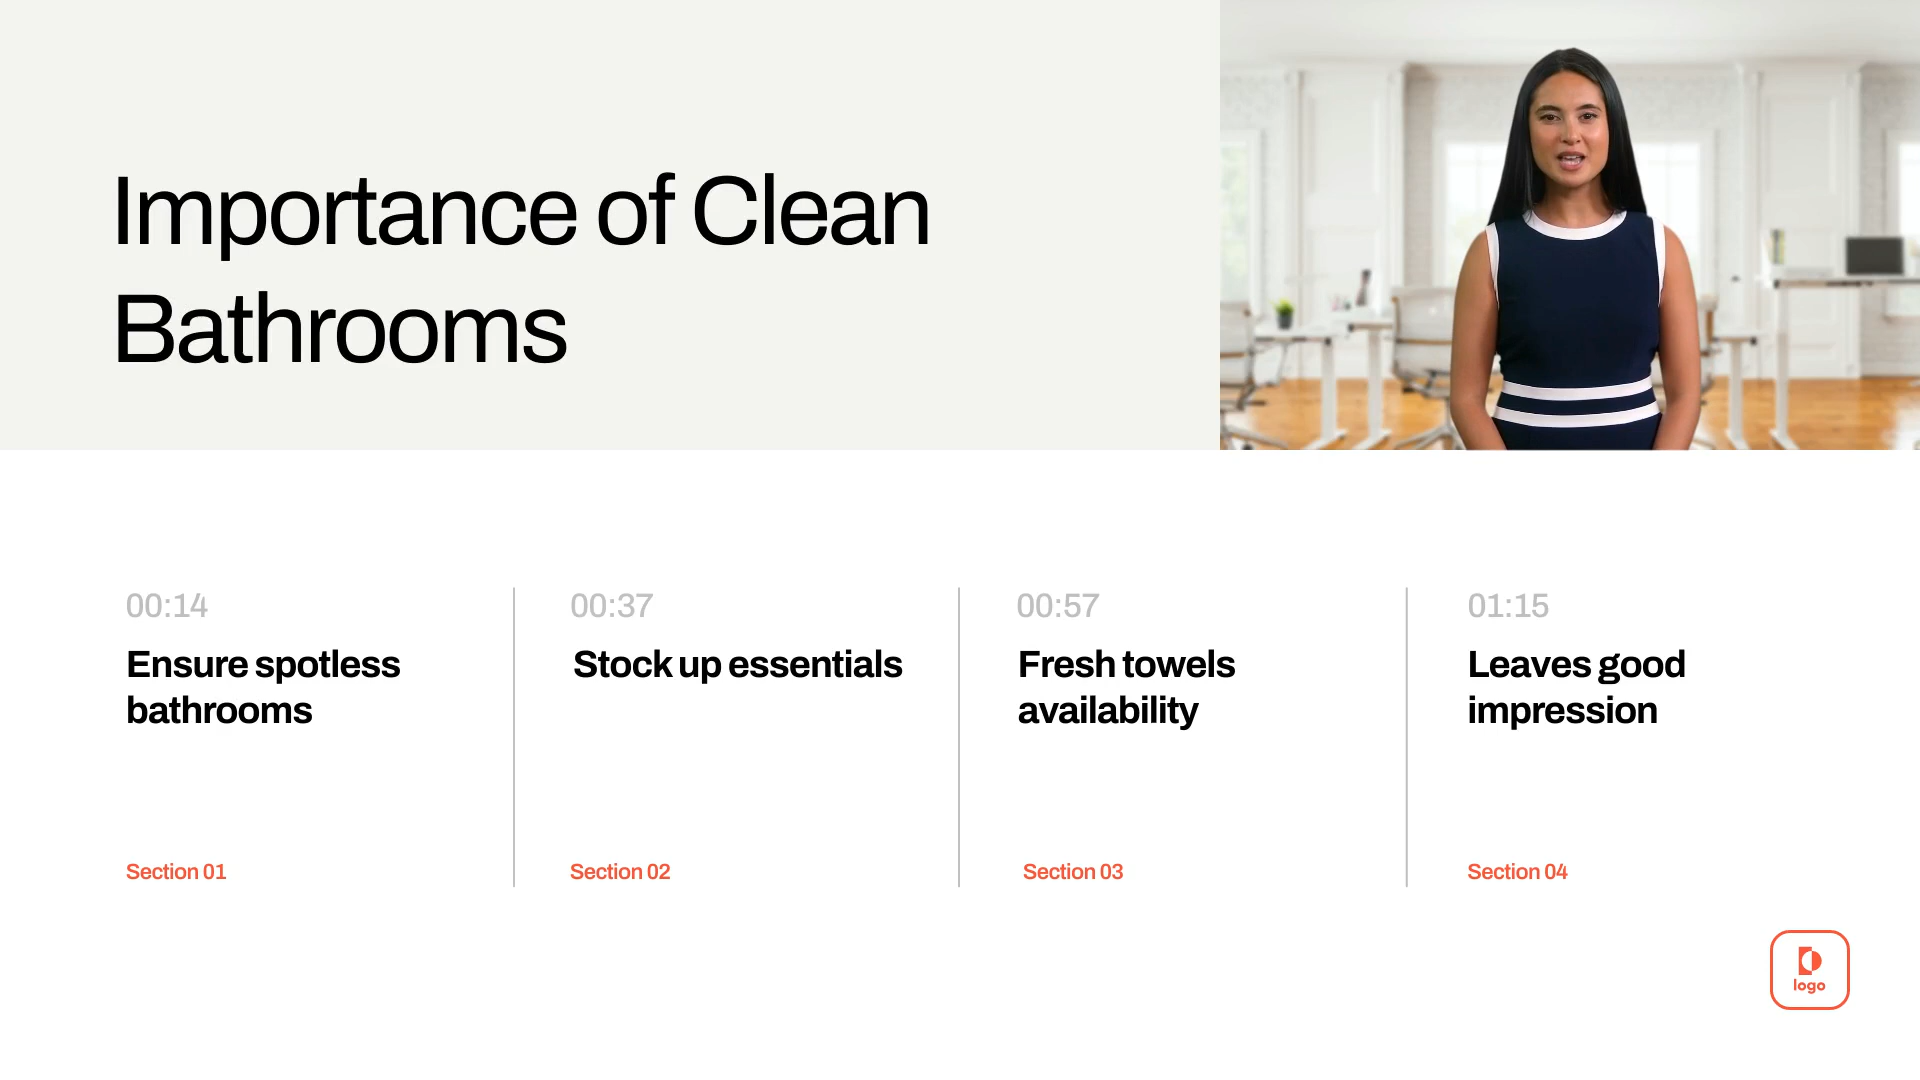 Importance of Clean
Bathrooms
00:14
Ensure spotless
bathrooms
Section 01
00:37
Stock up essentials
Section 02
00:57
Fresh towels
availability
Section 03
01:15
Leaves good
impression
Section 04
logo